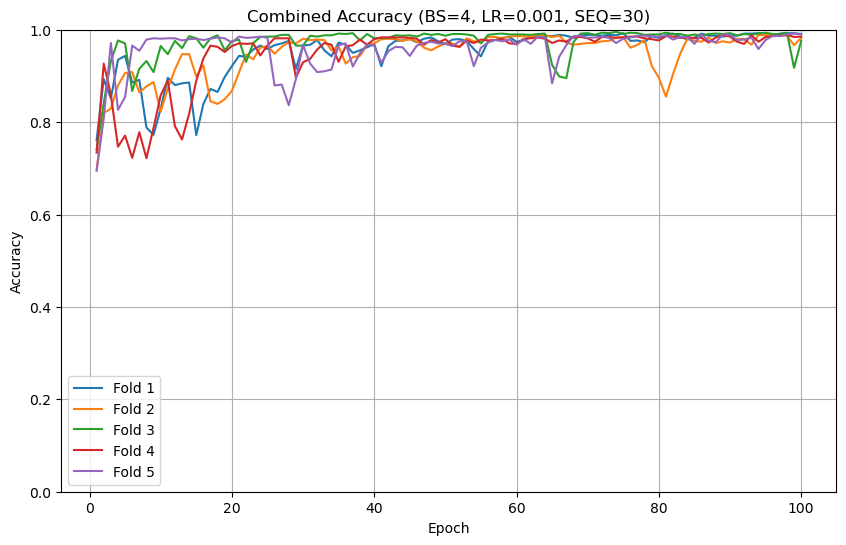 Combined Accuracy (BS=4, LR=0.001, SEQ=30)
1.0
0.8
0.6
0.4
0.2
0.0
Accuracy
Fold 1
Fold 2
Fold 3
Fold 4
Fold 5
0 20 40 60 80 100
Epoch